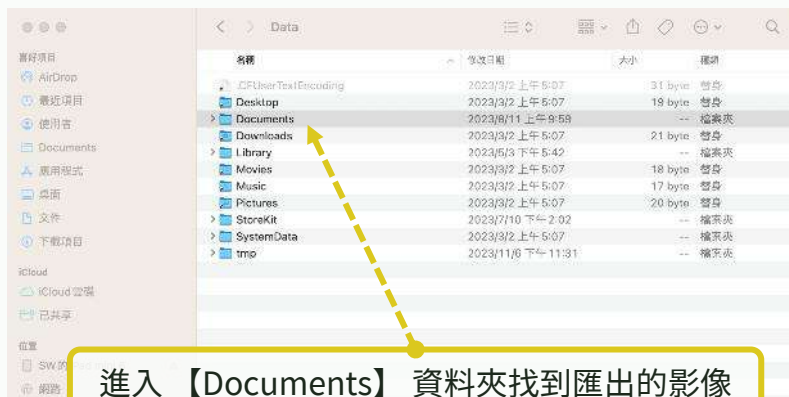 Data
喜好項目
AirDrop
最近項目
使用者
Documents
應用程式
桌面
文件
下載項目
iCloud
iCloud 雲碟
已共享
位置
SW的
網路
名稱 修改日期 大小 種類
.CFUserTextEncoding 2023/3/2 上午 5:07 31 byte 替身
Desktop 2023/3/2 上午 5:07 19 byte 替身
Documents 2023/8/11 上午 9:59 -- 檔案夾
Downloads 2023/3/2 上午 5:07 21 byte 替身
Library 2023/5/3 下午 5:42 -- 檔案夾
Movies 2023/3/2 上午 5:07 18 byte 替身
Music 2023/3/2 上午 5:07 17 byte 替身
Pictures 2023/3/2 上午 5:07 20 byte 替身
StoreKit 2023/7/10 下午 2:02 -- 檔案夾
SystemData 2023/3/2 上午 5:07 -- 檔案夾
tmp 2023/11/6 下午 11:31 -- 檔案夾
進入 【Documents】 資料夾找到匯出的影像